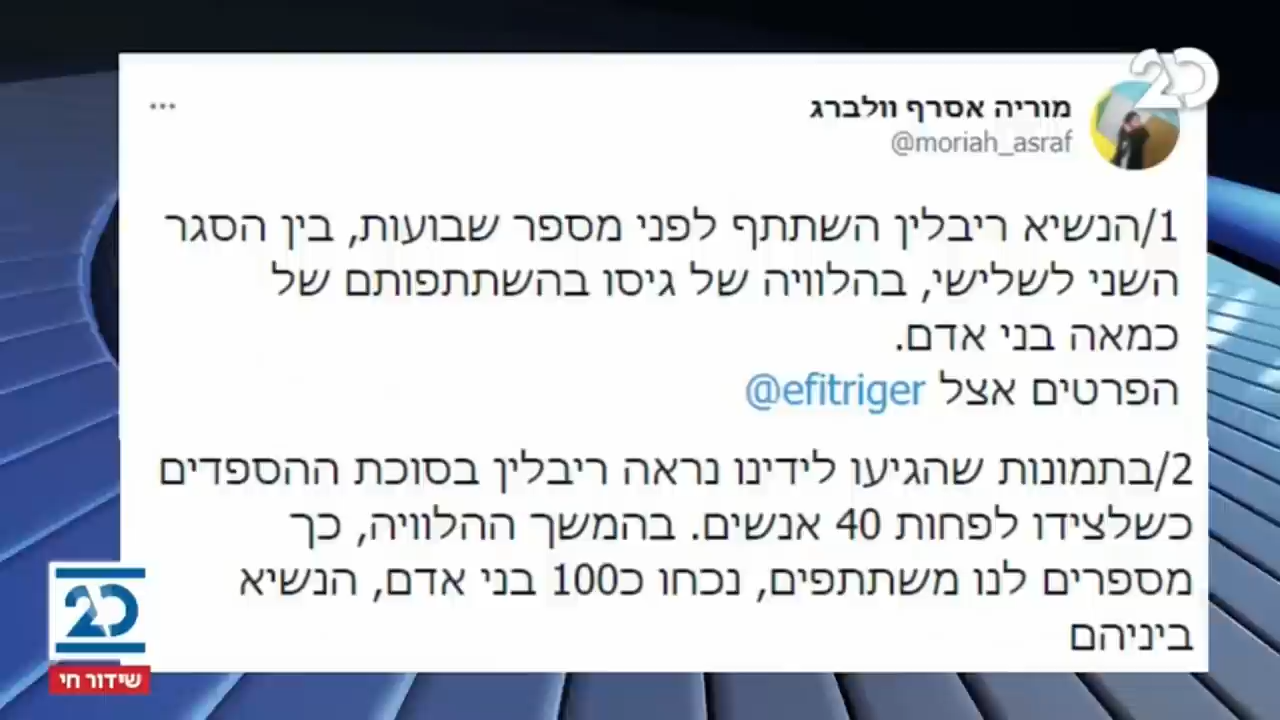 20
מוריה אסרף וולברג
@moriah_asraf
1/הנשיא ריבלין השתתף לפני מספר שבועות, בין הסגר
השני לשלישי, בהלוויה של גיסו בהשתתפותם של
כמאה בני אדם.
הפרטים אצל @efitriger
2/בתמונות שהגיעו לידינו נראה ריבלין בסוכת ההספדים
כשלצידו לפחות 40 אנשים. בהמשך ההלוויה, כך
מספרים לנו משתתפים, נכחו כ100 בני אדם, הנשיא
ביניהם
20
שידור חי